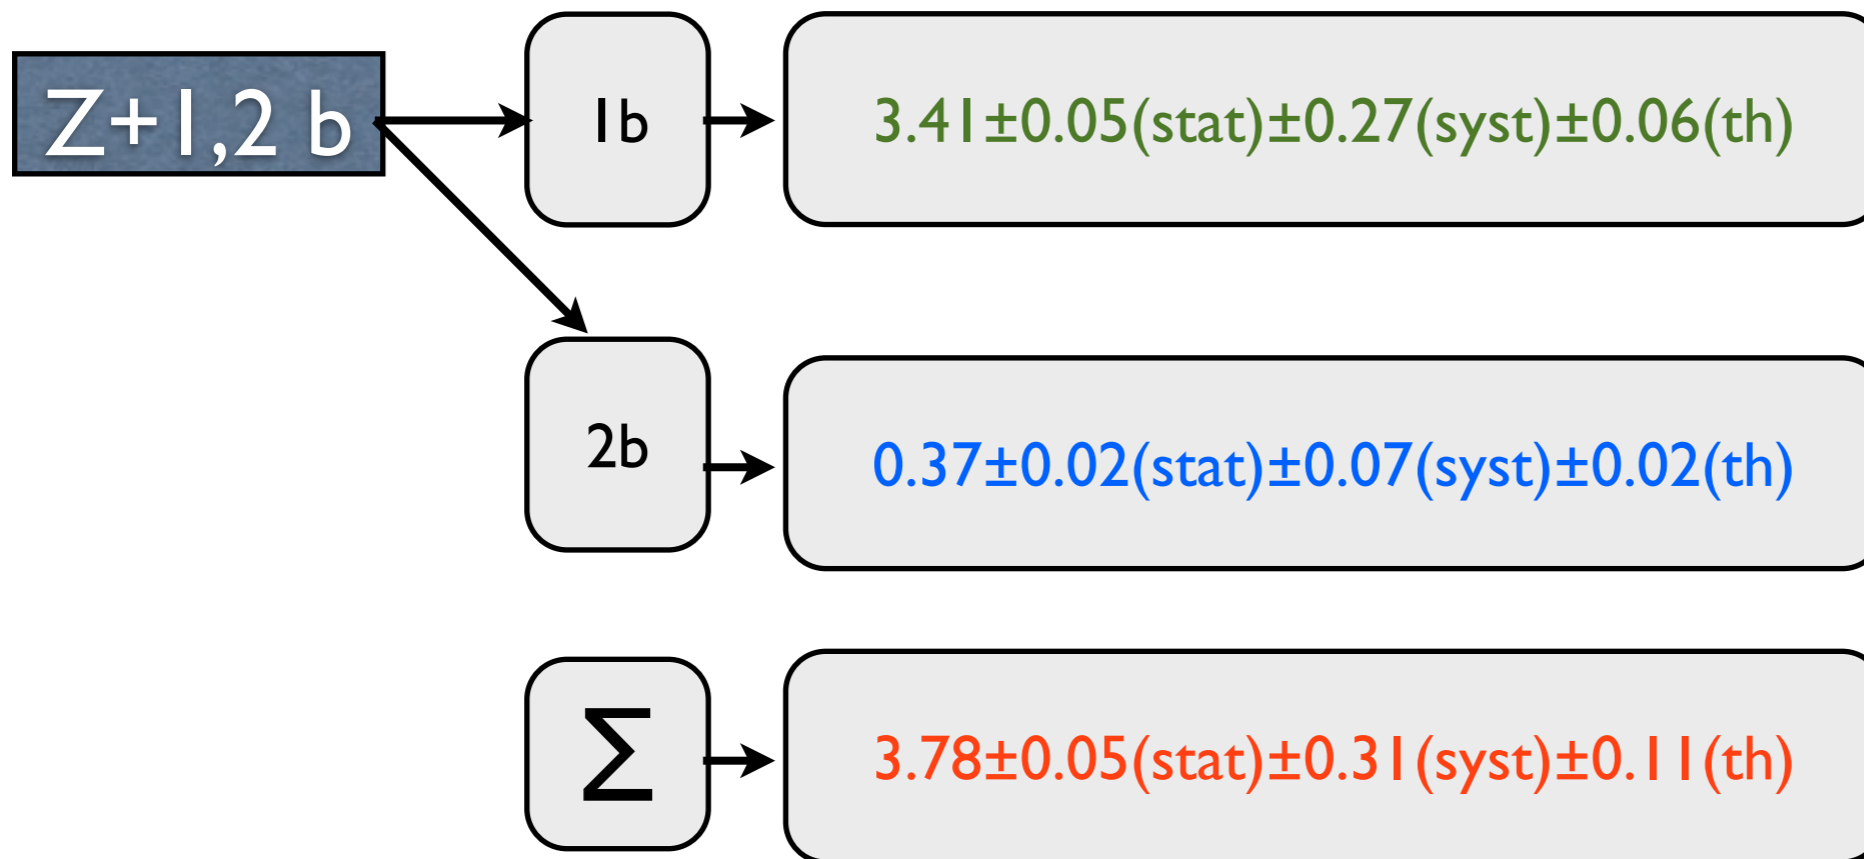 Z+1,2 b
1b
3.41±0.05(stat)±0.27(syst)±0.06(th)
2b
0.37±0.02(stat)±0.07(syst)±0.02(th)
Σ
3.78±0.05(stat)±0.31(syst)±0.11(th)